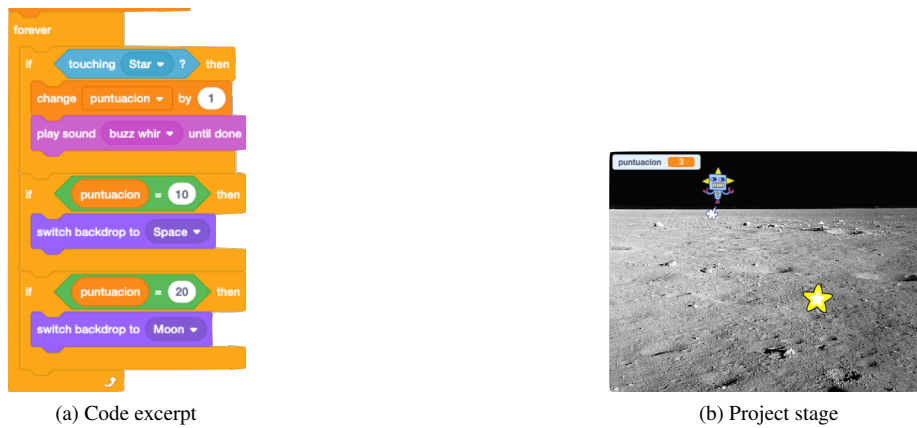 forever
if touching Star ? then
change puntuacion by 1
play sound buzz whir until done
if puntuacion = 10 then
switch backdrop to Space
if puntuacion = 20 then
switch backdrop to Moon
puntuacion 3
(a) Code excerpt
(b) Project stage